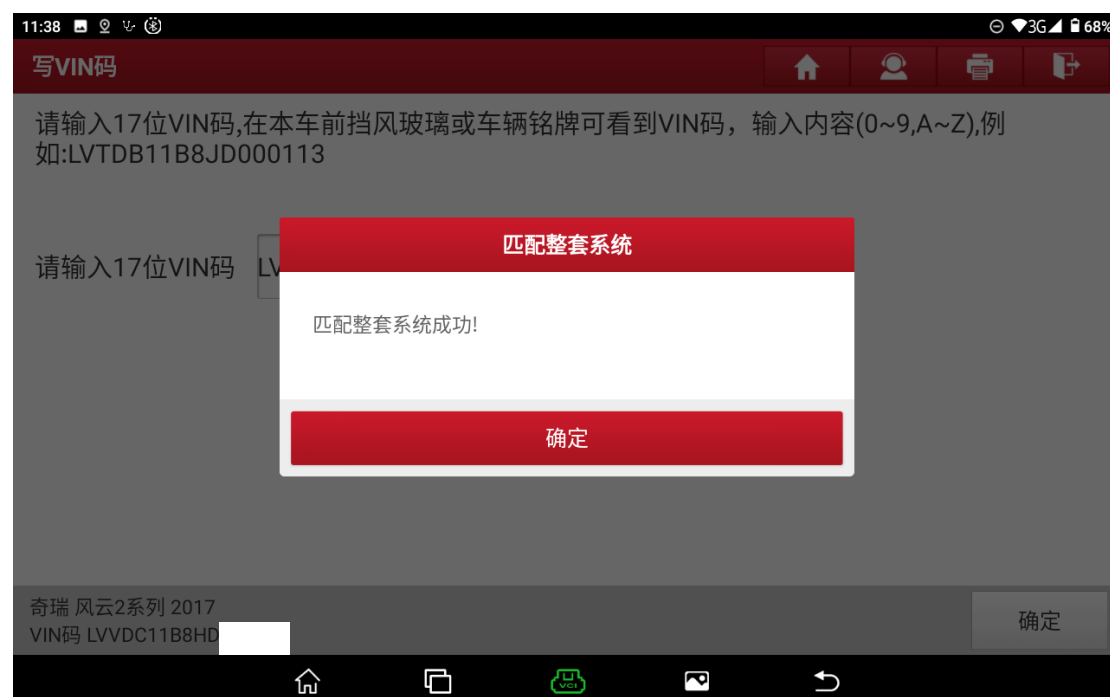 11:38
3G 68%
写VIN码
请输入17位VIN码,在本车前挡风玻璃或车辆铭牌可看到VIN码，输入内容(0~9,A~Z),例
如:LVTDB11B8JD000113
匹配整套系统
请输入17位VIN码 LV
匹配整套系统成功!
确定
奇瑞 风云2系列 2017
VIN码 LVVDC11B8HD
确定
VCI